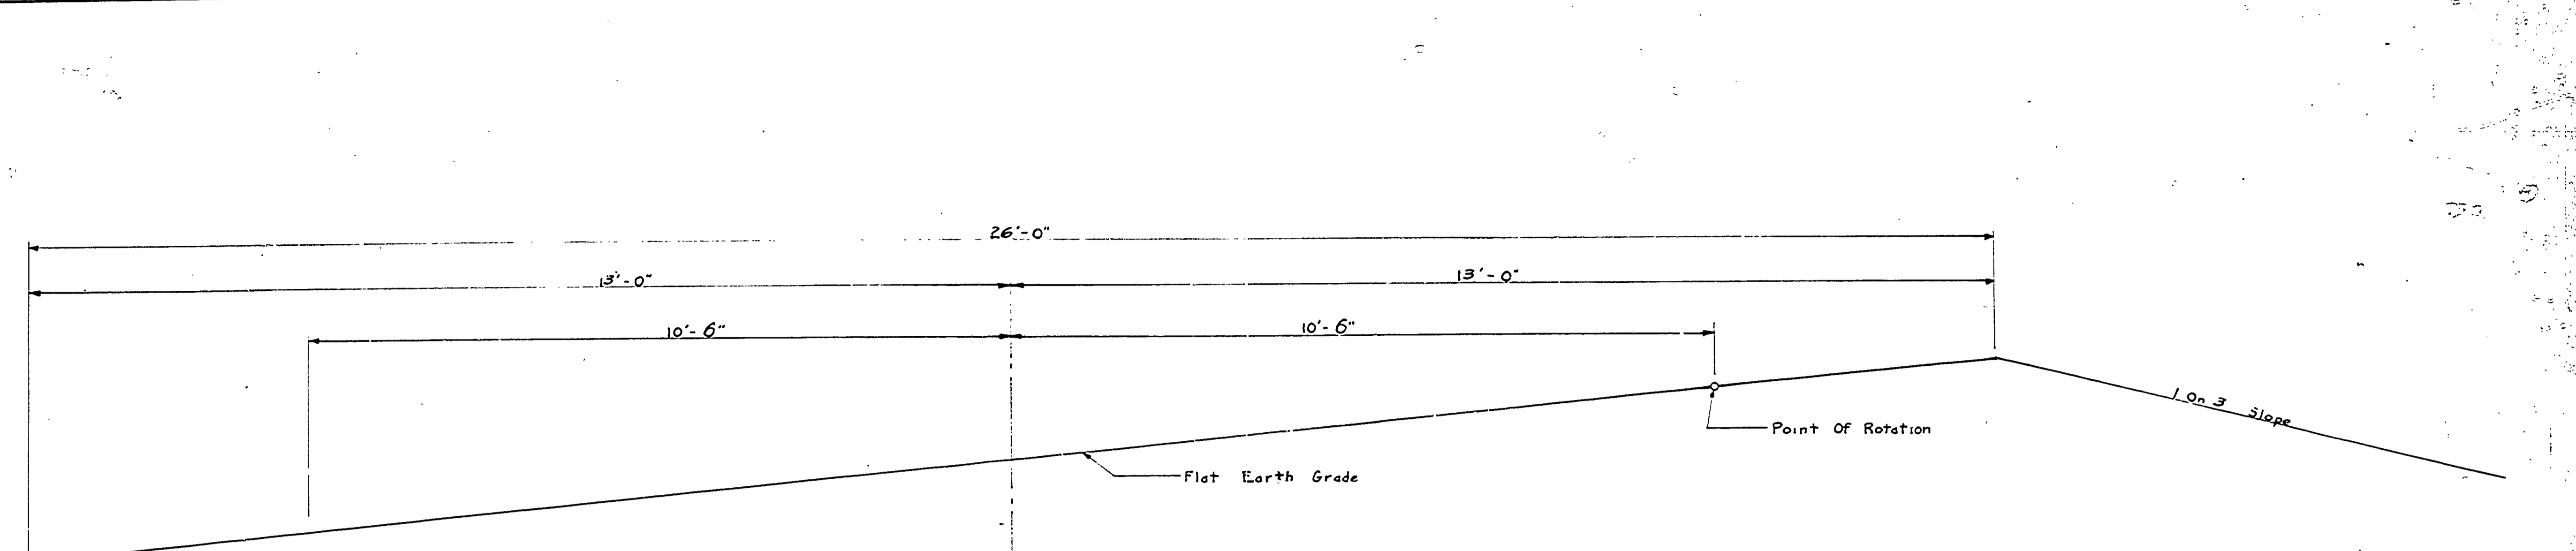 26'-0"
13'-0"
13'-0"
10'-6"
10'-6"
1 On 3 Slope
Point Of Rotation
Flat Earth Grade